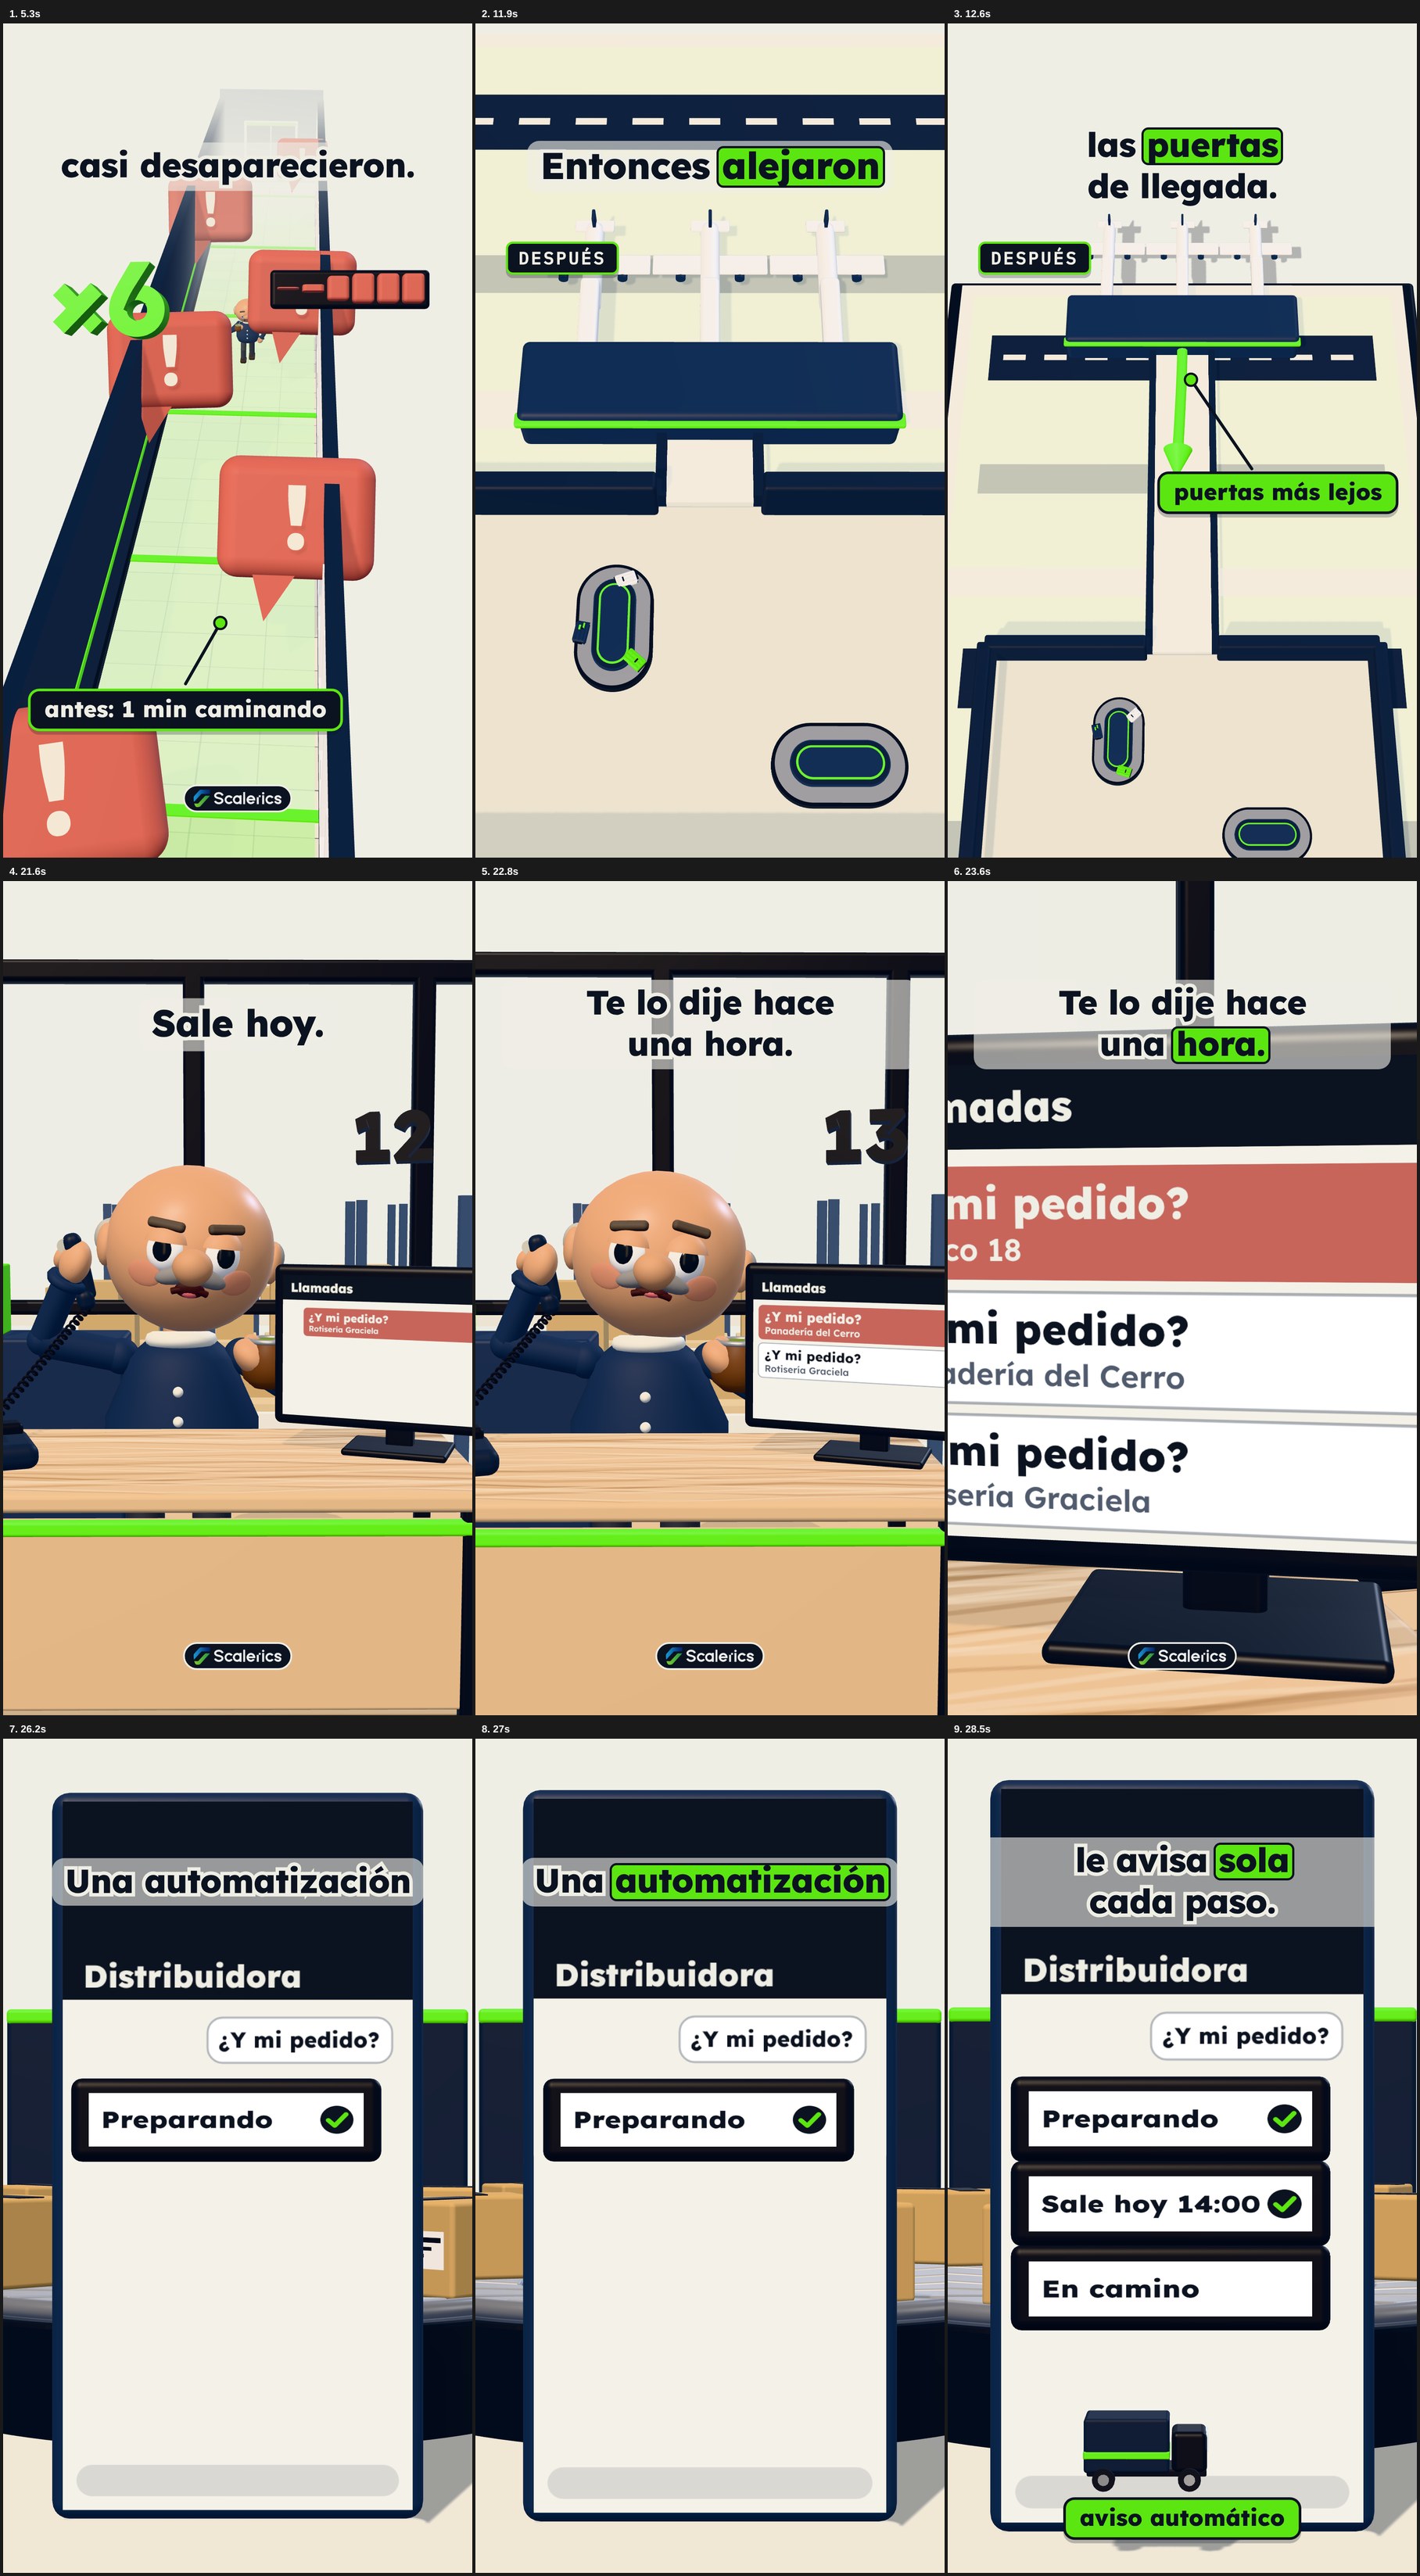 1. 5.3s
casi desaparecieron.
!
!
x6
!
!
antes: 1 min caminando
!
Scalerics
2. 11.9s
Entonces alejaron
DESPUÉS
3. 12.6s
las puertas
de llegada.
DESPUÉS
puertas más lejos
4. 21.6s
Sale hoy.
12
Llamadas
¿Y mi pedido?
Rotisería Graciela
Scalerics
5. 22.8s
Te lo dije hace
una hora.
13
Llamadas
¿Y mi pedido?
Panadería del Cerro
¿Y mi pedido?
Rotisería Graciela
Scalerics
6. 23.6s
Te lo dije hace
una hora.
madas
mi pedido?
co 18
mi pedido?
adería del Cerro
mi pedido?
sería Graciela
Scalerics
7. 26.2s
Una automatización
Distribuidora
¿Y mi pedido?
Preparando
8. 27s
Una automatización
Distribuidora
¿Y mi pedido?
Preparando
9. 28.5s
le avisa sola
cada paso.
Distribuidora
¿Y mi pedido?
Preparando
Sale hoy 14:00
En camino
aviso automático